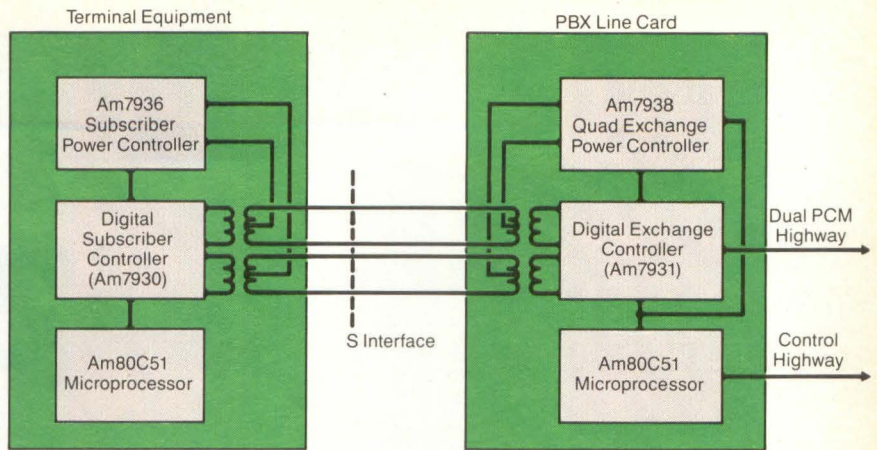 Terminal Equipment
Am7936
Subscriber
Power Controller
Digital
Subscriber
Controller
(Am7930)
Am80C51
Microprocessor
S Interface
PBX Line Card
Am7938
Quad Exchange
Power Controller
Digital Exchange
Controller
(Am7931)
Am80C51
Microprocessor
Dual PCM
Highway
Control
Highway